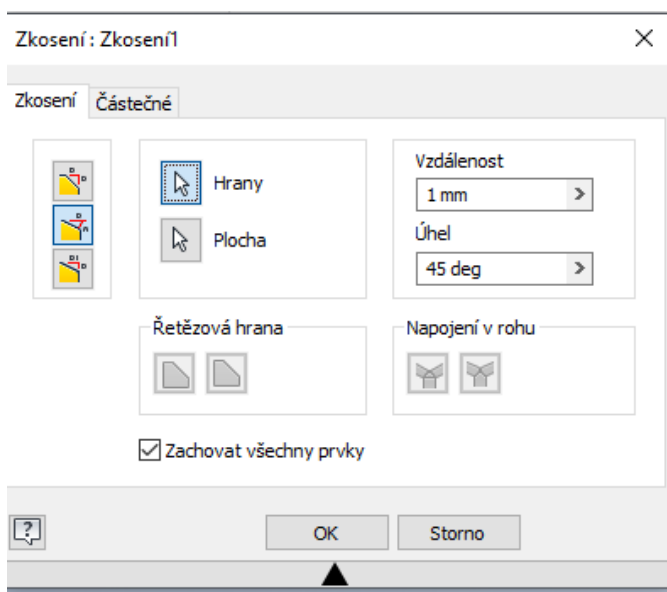 Zkosení : Zkosení1
Zkosení
Částečné
Hrany
Plocha
Vzdálenost
1 mm
Úhel
45 deg
Řetězová hrana
Napojení v rohu
Zachovat všechny prvky
OK
Storno